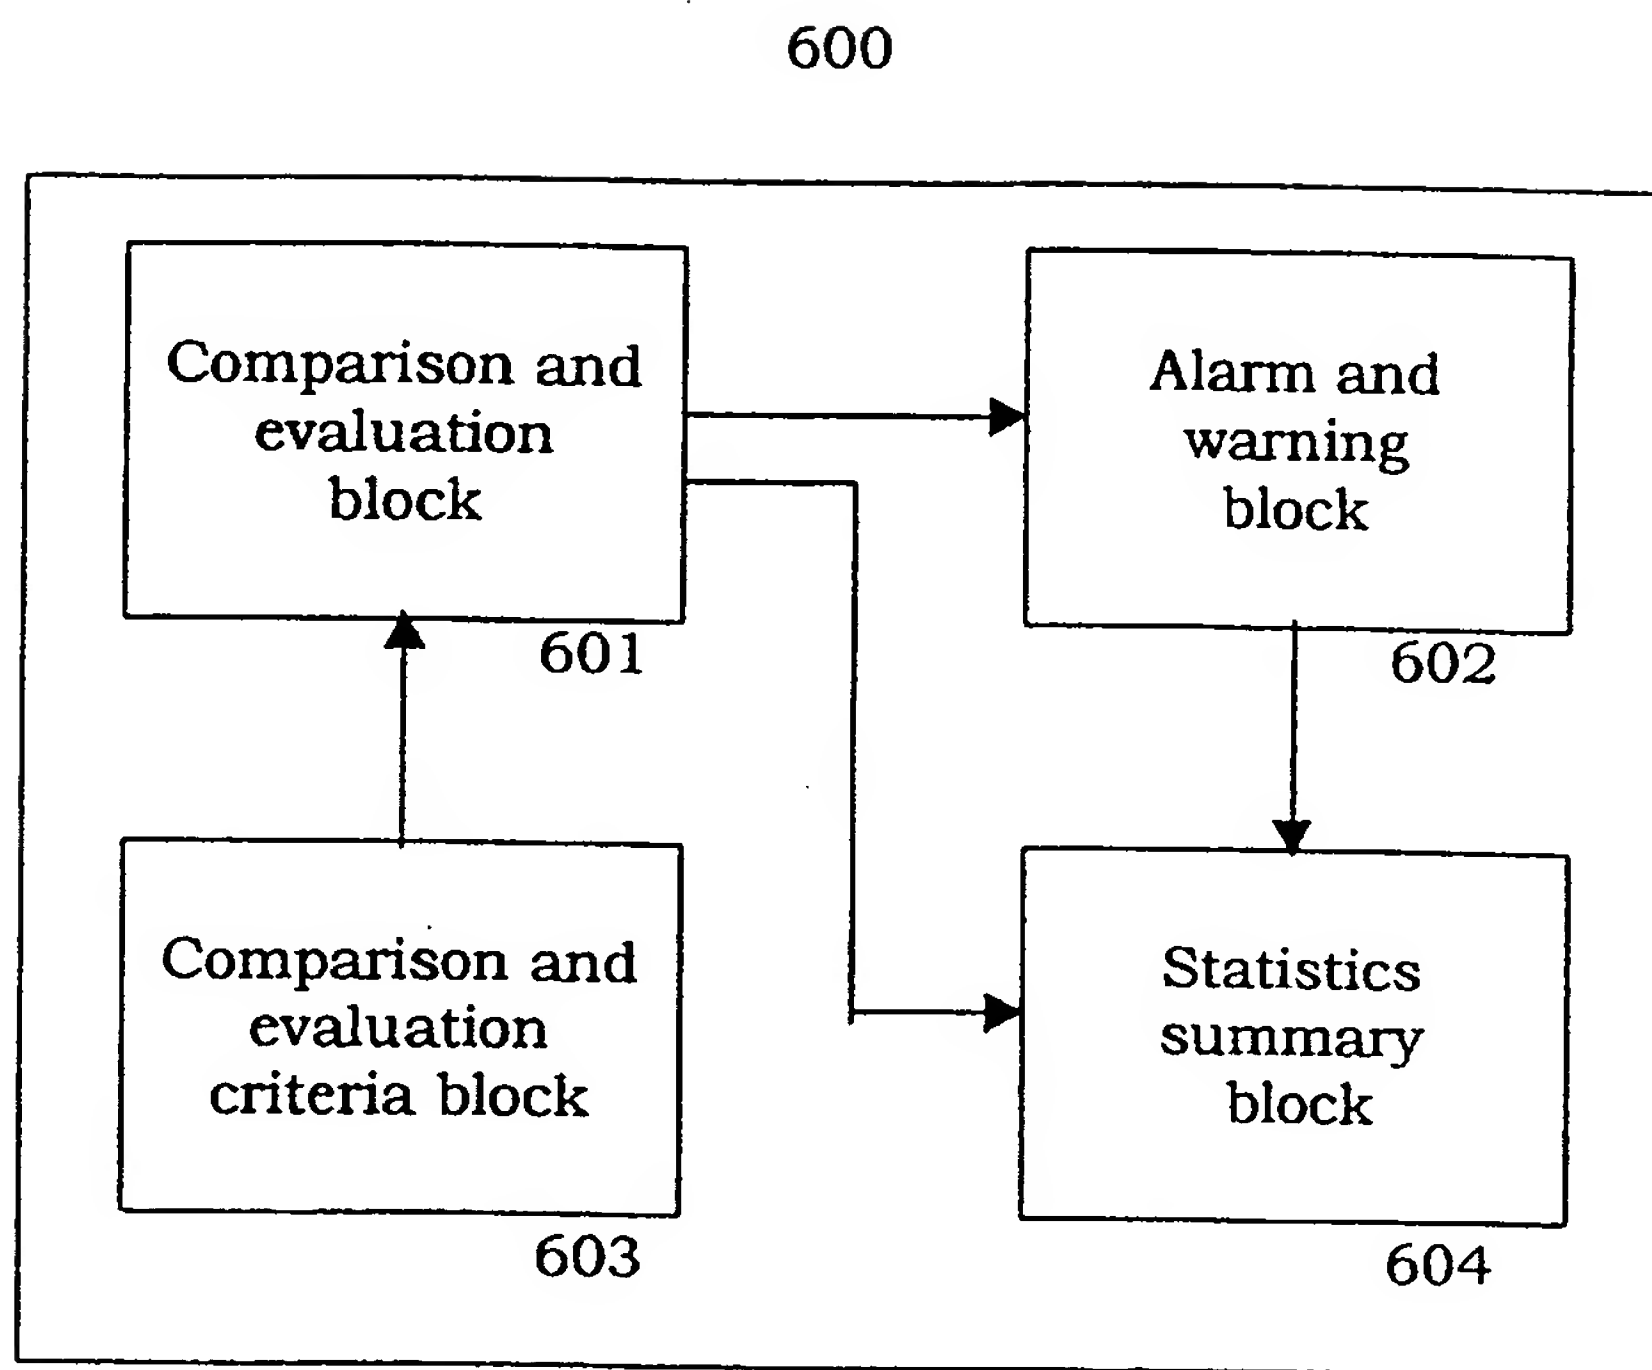 600
Comparison and
evaluation
block
601
Alarm and
warning
block
602
Comparison and
evaluation
criteria block
603
Statistics
summary
block
604